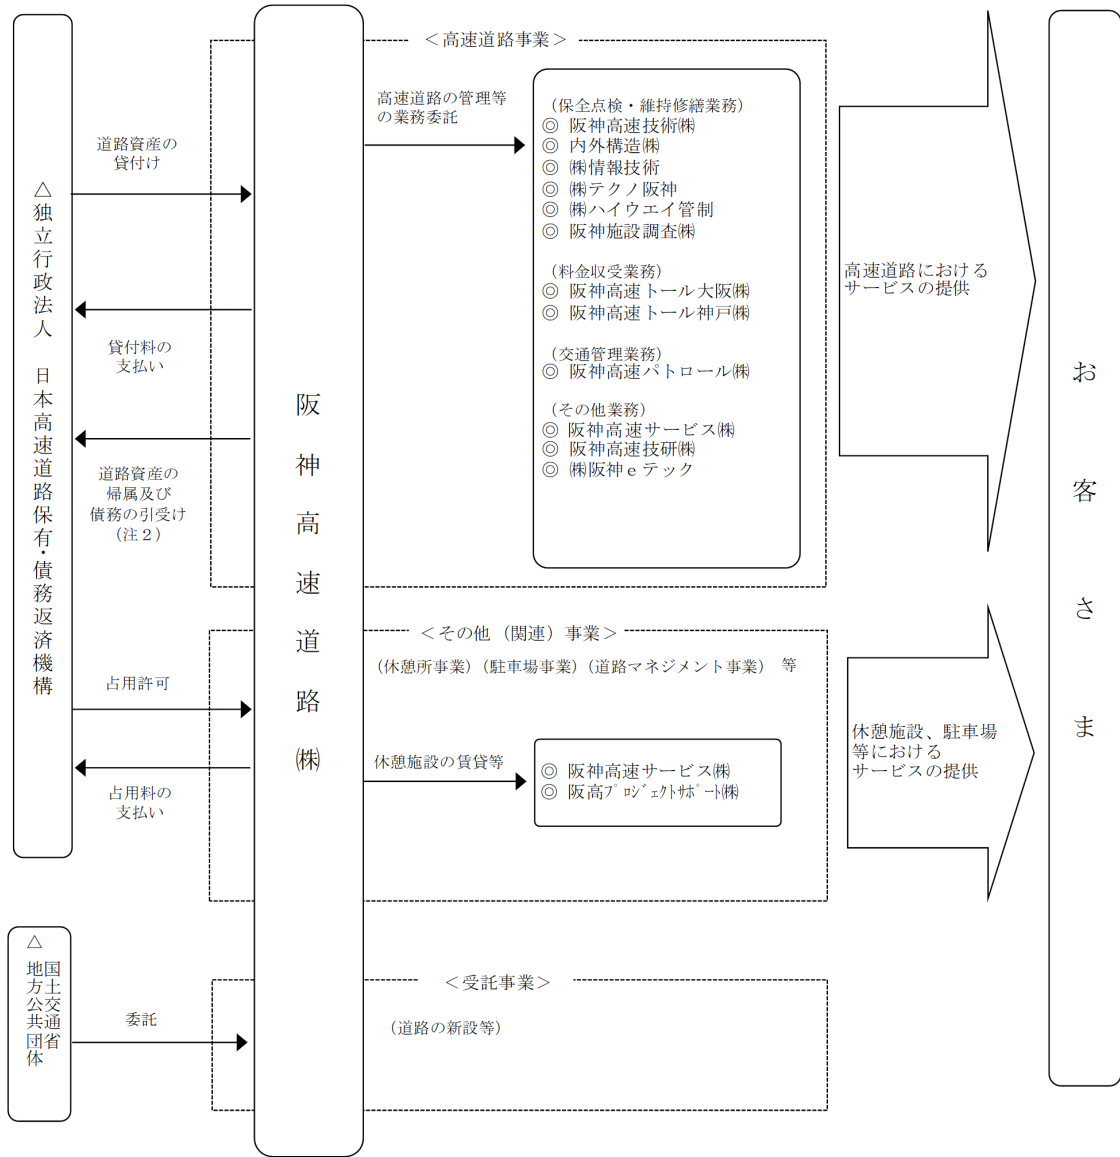 △独立行政法人　日本高速道路保有・債務返済機構
道路資産の
貸付け
貸付料の
支払い
道路資産の
帰属及び
債務の引受け
（注２）
占用許可
占用料の
支払い
△
国土交通省
地方公共団体
委託
阪神高速道路㈱
＜高速道路事業＞
高速道路の管理等
の業務委託
（保全点検・維持修繕業務）
◎ 阪神高速技術㈱
◎ 内外構造㈱
◎ ㈱情報技術
◎ ㈱テクノ阪神
◎ ㈱ハイウエイ管制
◎ 阪神施設調査㈱
（料金収受業務）
◎ 阪神高速トール大阪㈱
◎ 阪神高速トール神戸㈱
（交通管理業務）
◎ 阪神高速パトロール㈱
（その他業務）
◎ 阪神高速サービス㈱
◎ 阪神高速技研㈱
◎ ㈱阪神ｅテック
高速道路における
サービスの提供
＜その他（関連）事業＞
（休憩所事業）（駐車場事業）（道路マネジメント事業）　等
休憩施設の賃貸等
◎ 阪神高速サービス㈱
◎ 阪高ﾌﾟﾛｼﾞｪｸﾄｻﾎﾟｰﾄ㈱
休憩施設、駐車場
等における
サービスの提供
＜受託事業＞
（道路の新設等）
お客さま